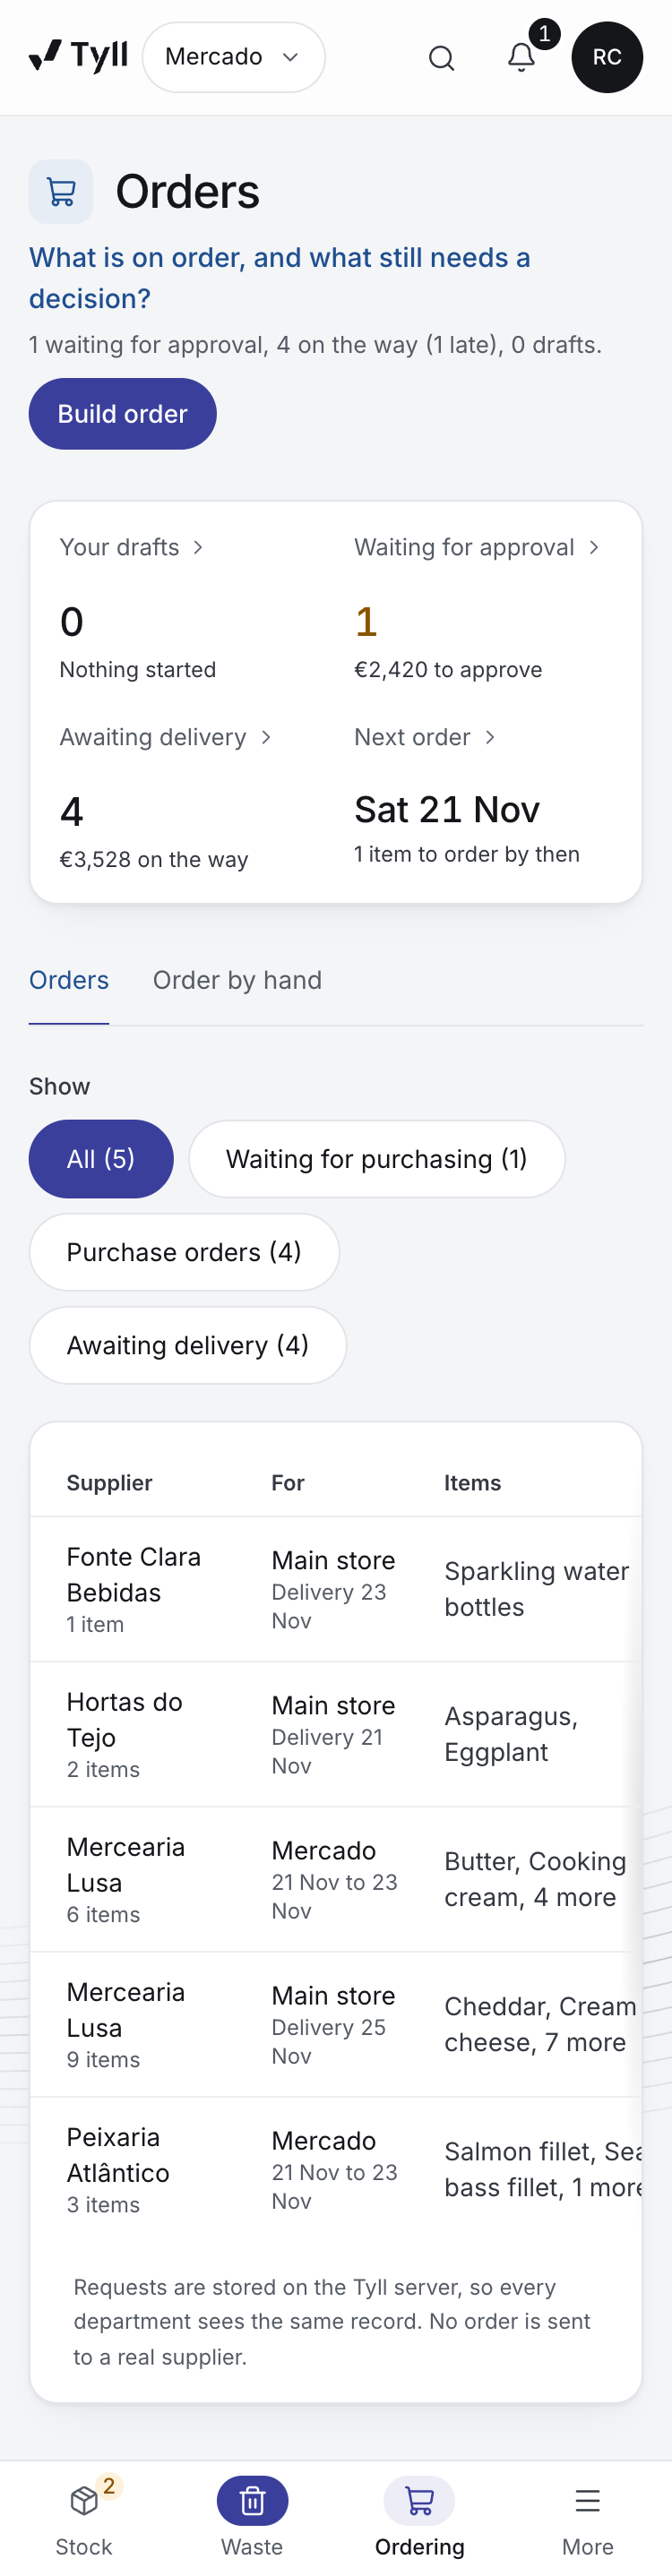 Tyll
Mercado
1
RC
Orders
What is on order, and what still needs a
decision?
1 waiting for approval, 4 on the way (1 late), 0 drafts.
Build order
Your drafts
Waiting for approval
0
1
Nothing started
€2,420 to approve
Awaiting delivery
Next order
4
Sat 21 Nov
€3,528 on the way
1 item to order by then
Orders
Order by hand
Show
All (5)
Waiting for purchasing (1)
Purchase orders (4)
Awaiting delivery (4)
Supplier
For
Items
Fonte Clara
Bebidas
1 item
Main store
Delivery 23
Nov
Sparkling water
bottles
Hortas do
Tejo
2 items
Main store
Delivery 21
Nov
Asparagus,
Eggplant
Mercearia
Lusa
6 items
Mercado
21 Nov to 23
Nov
Butter, Cooking
cream, 4 more
Mercearia
Lusa
9 items
Main store
Delivery 25
Nov
Cheddar, Cream
cheese, 7 more
Peixaria
Atlântico
3 items
Mercado
21 Nov to 23
Nov
Salmon fillet, Sea
bass fillet, 1 more
Requests are stored on the Tyll server, so every
department sees the same record. No order is sent
to a real supplier.
2
Stock
Waste
Ordering
More